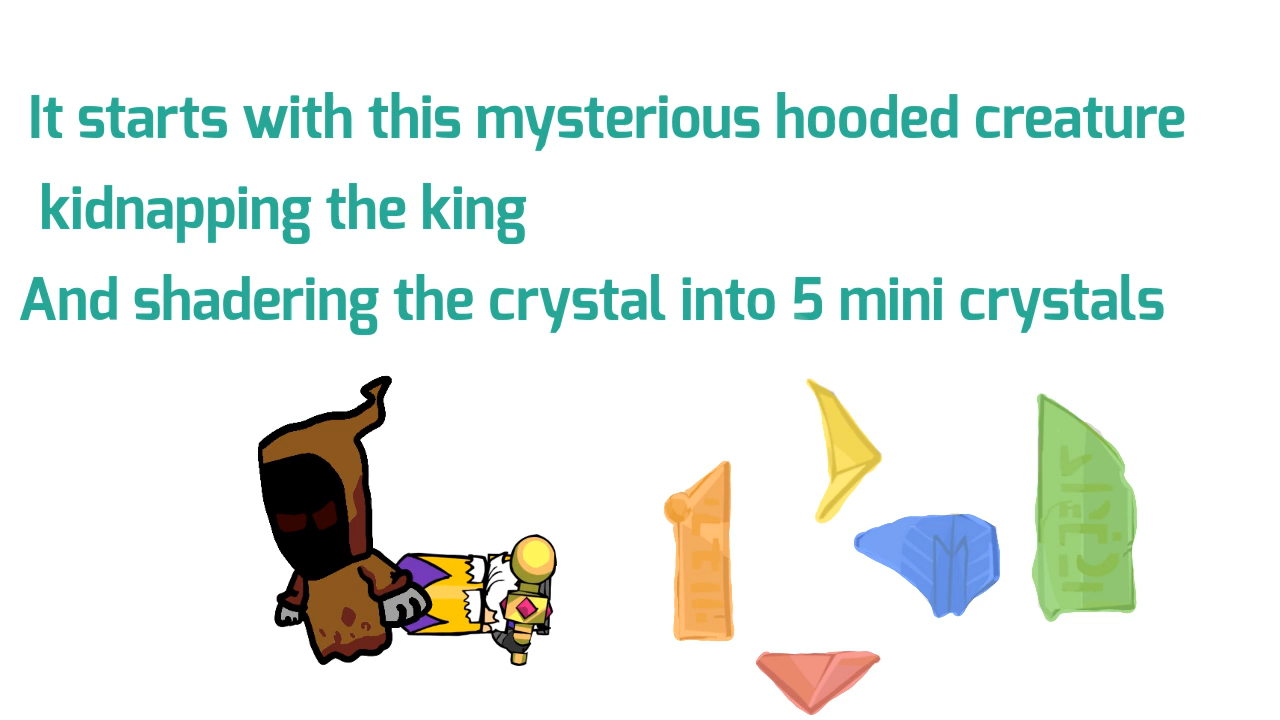 It starts with this mysterious hooded creature
kidnapping the king
And shadering the crystal into 5 mini crystals